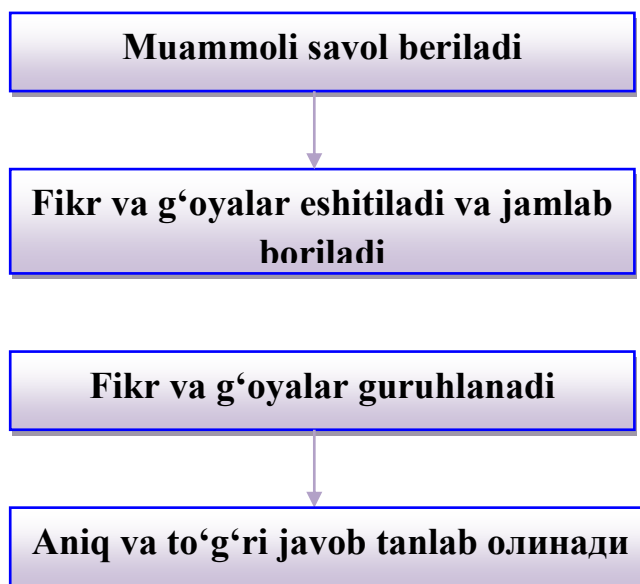 Muammoli savol beriladi
Fikr va g‘oyalar eshitiladi va jamlab
boriladi
Fikr va g‘oyalar guruhlanadi
Aniq va to‘g‘ri javob tanlab олинади